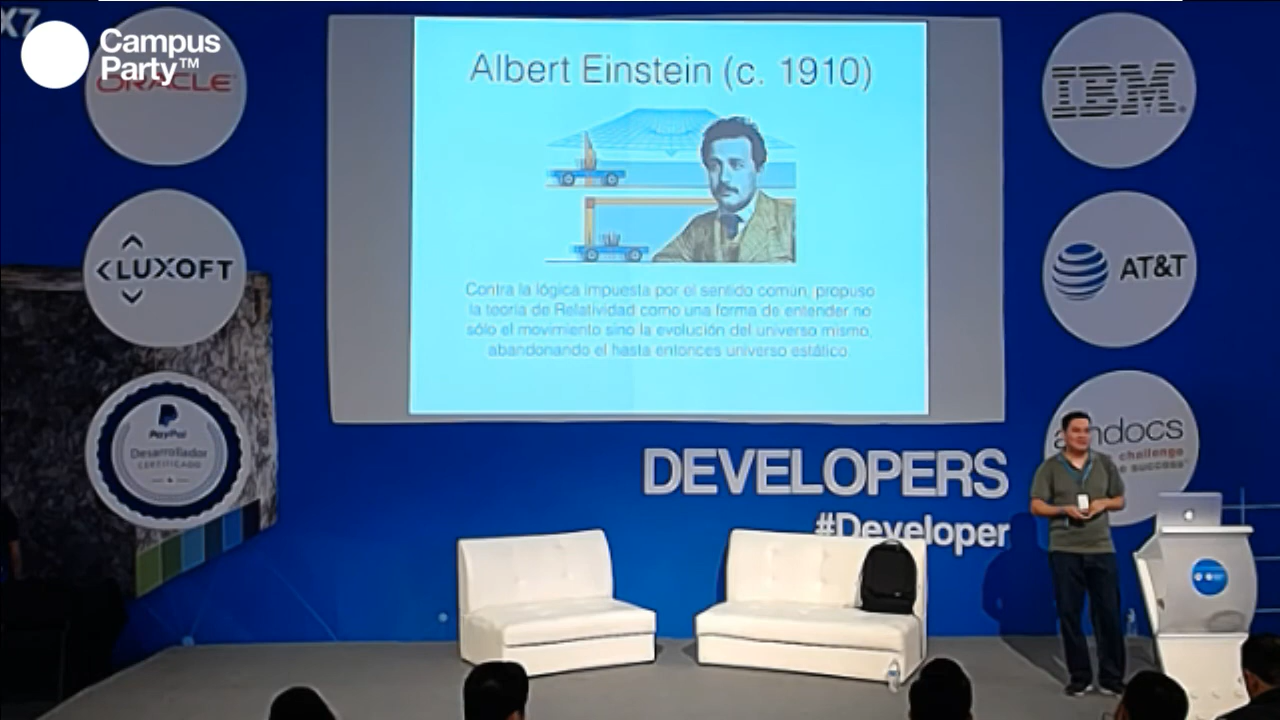 X7
Campus
Party™
ORACLE
LUXOFT
PayPal
Desarrollador
CERTIFICADO
Albert Einstein (c. 1910)
Contra la lógica impuesta por el sentido común, propuso
la teoría de Relatividad como una forma de entender no
sólo el movimiento sino la evolución del universo mismo,
abandonando el hasta entonces universo estático
IBM
AT&T
docs
challenge
success
DEVELOPERS
#Developer